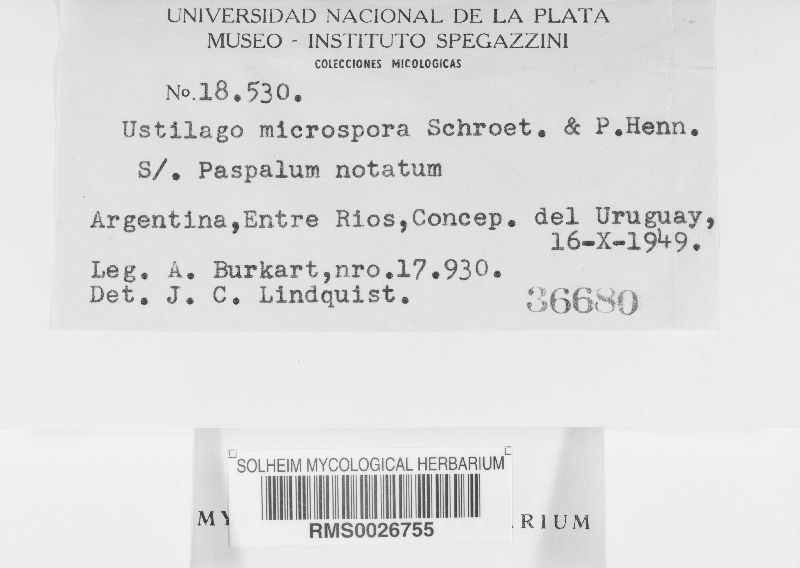 UNIVERSIDAD NACIONAL DE LA PLATA
MUSEO - INSTITUTO SPEGAZZINI
COLECCIONES MICOLOGICAS
No.18.530.
Ustilago microspora Schroet. & P.Henn.
S/. Paspalum notatum
Argentina,Entre Rios,Concep. del Uruguay,
16-X-1949.
Leg. A. Burkart,nro.17.930.
Det. J. C. Lindquist.
36680
SOLHEIM MYCOLOGICAL HERBARIUM
MY ARIUM
RMS0026755